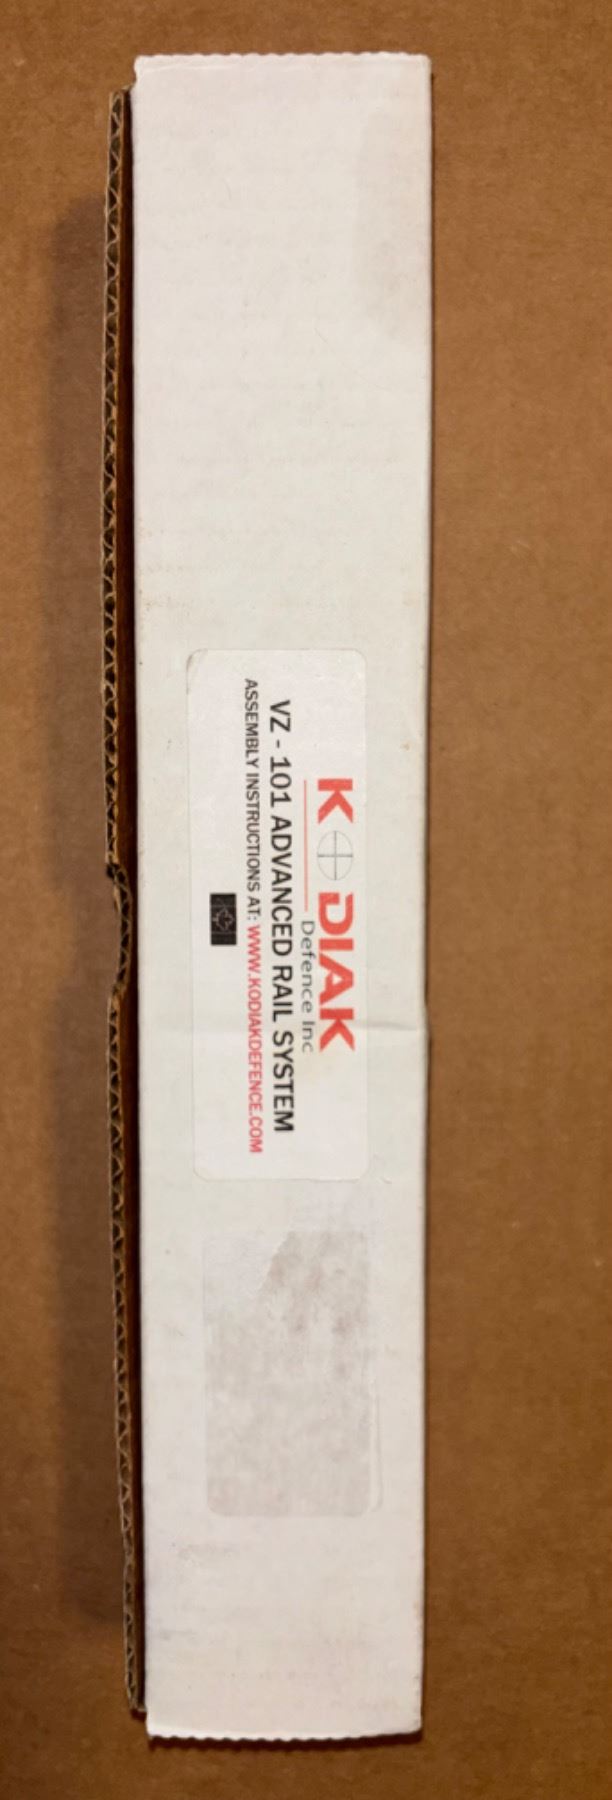 KODIAK
Defence Inc
VZ - 101 ADVANCED RAIL SYSTEM
ASSEMBLY INSTRUCTIONS AT: WWW.KODIAKDEFENCE.COM